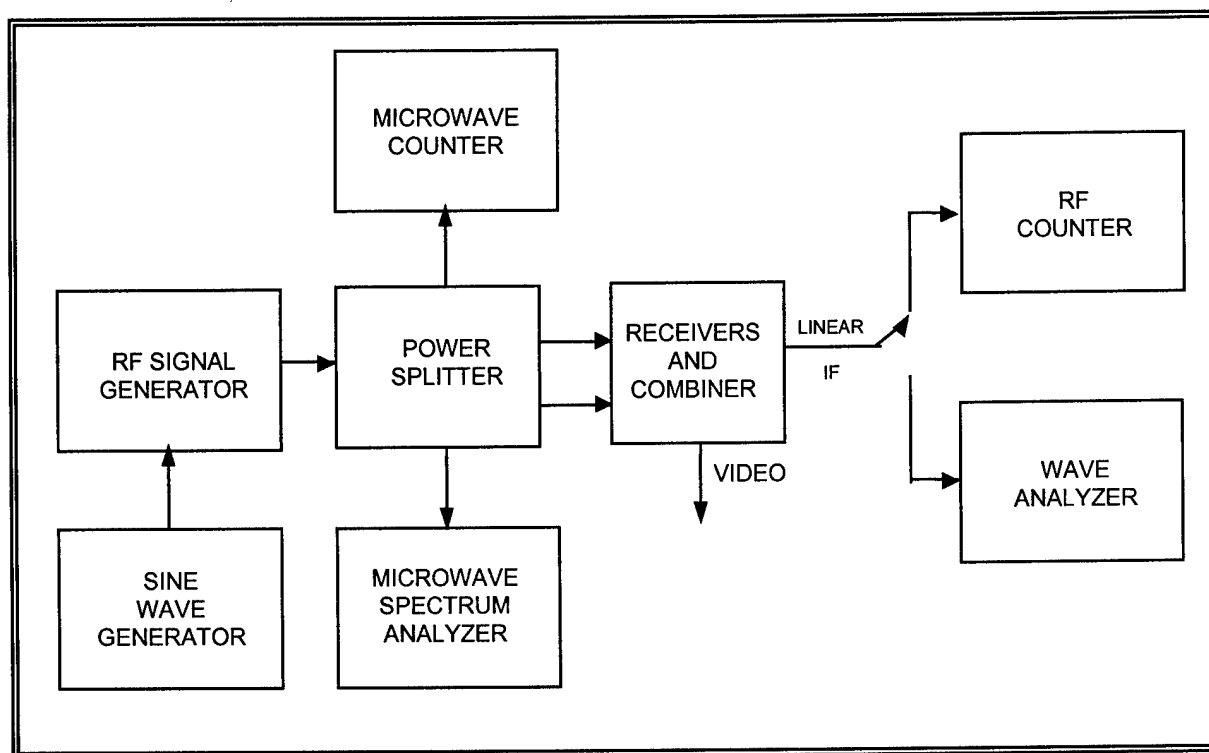 MICROWAVE
COUNTER
RF
COUNTER
RF SIGNAL
GENERATOR
POWER
SPLITTER
RECEIVERS
AND
COMBINER
LINEAR
IF
VIDEO
WAVE
ANALYZER
SINE
WAVE
GENERATOR
MICROWAVE
SPECTRUM
ANALYZER